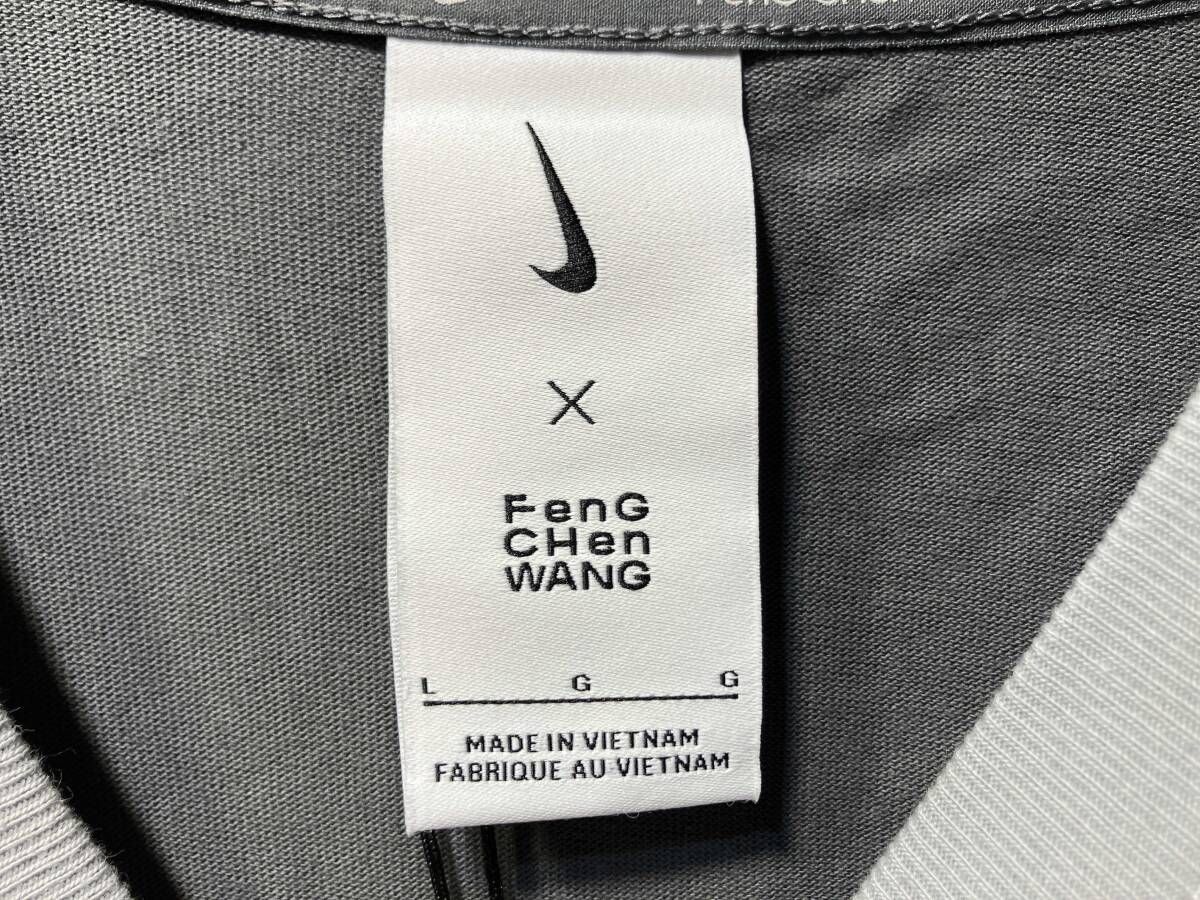 ×
FenG
CHen
WANG
L G G
MADE IN VIETNAM
FABRIQUE AU VIETNAM